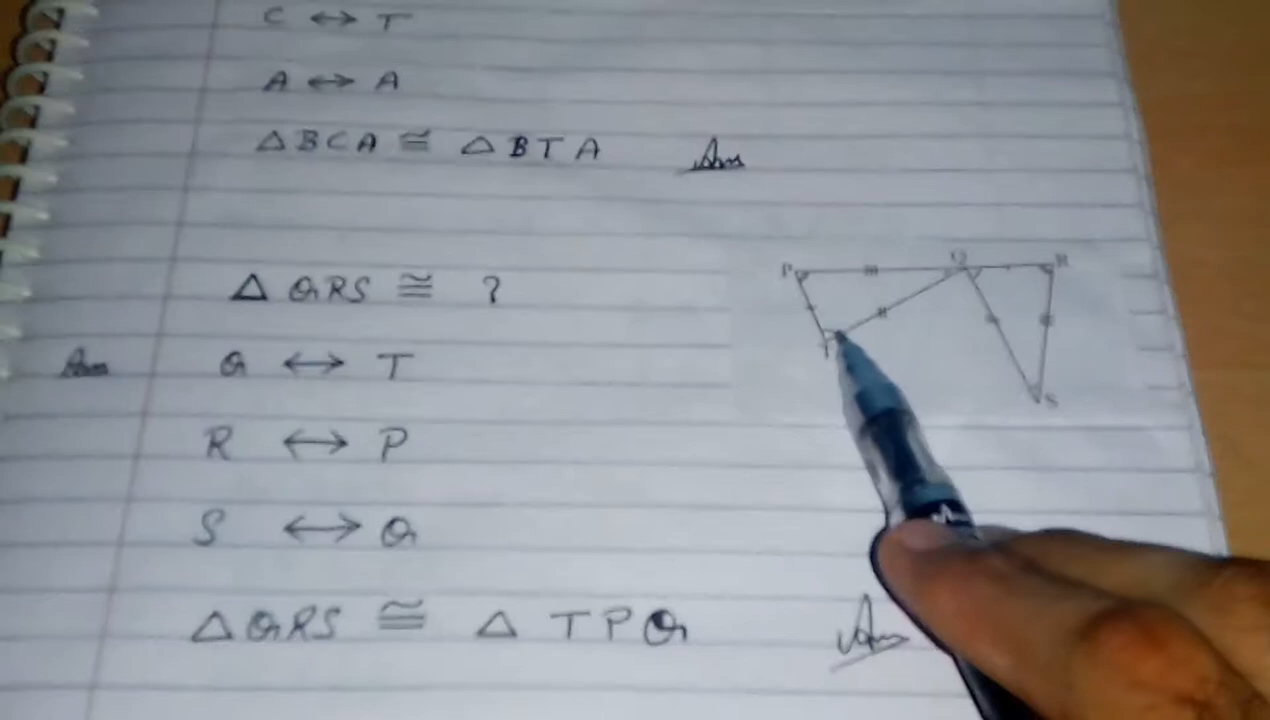 C ↔ T
A ↔ A
△BCA ≅ △BTA Ans
△QRS ≅ ?
Ans Q ↔ T
R ↔ P
S ↔ Q
△QRS ≅ △TPQ Ans
P Q R
T
S